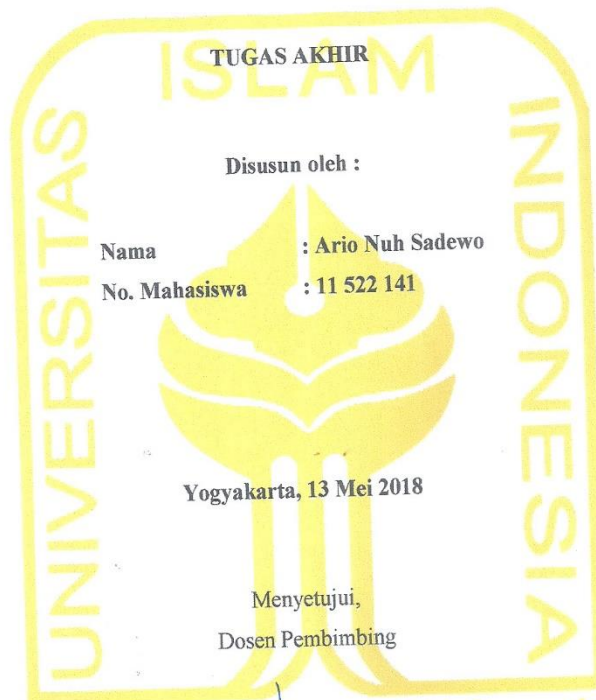 TUGAS AKHIR
ISLAM
UNIVERSITAS
INDONESIA
Disusun oleh :
Nama : Ario Nuh Sadewo
No. Mahasiswa : 11 522 141
Yogyakarta, 13 Mei 2018
Menyetujui,
Dosen Pembimbing